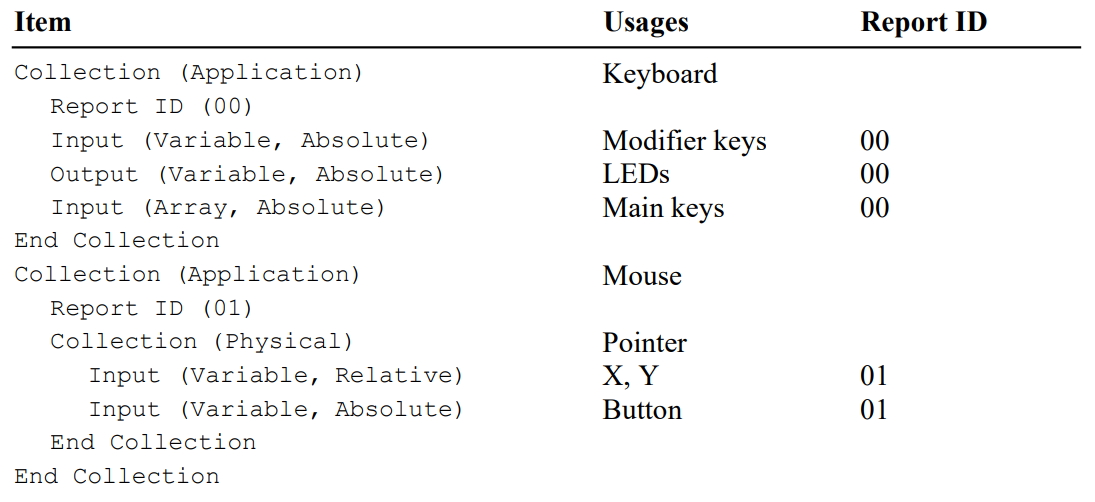 Item Usages Report ID
Collection (Application) Keyboard
Report ID (00)
Input (Variable, Absolute) Modifier keys 00
Output (Variable, Absolute) LEDs 00
Input (Array, Absolute) Main keys 00
End Collection
Collection (Application) Mouse
Report ID (01)
Collection (Physical) Pointer
Input (Variable, Relative) X, Y 01
Input (Variable, Absolute) Button 01
End Collection
End Collection